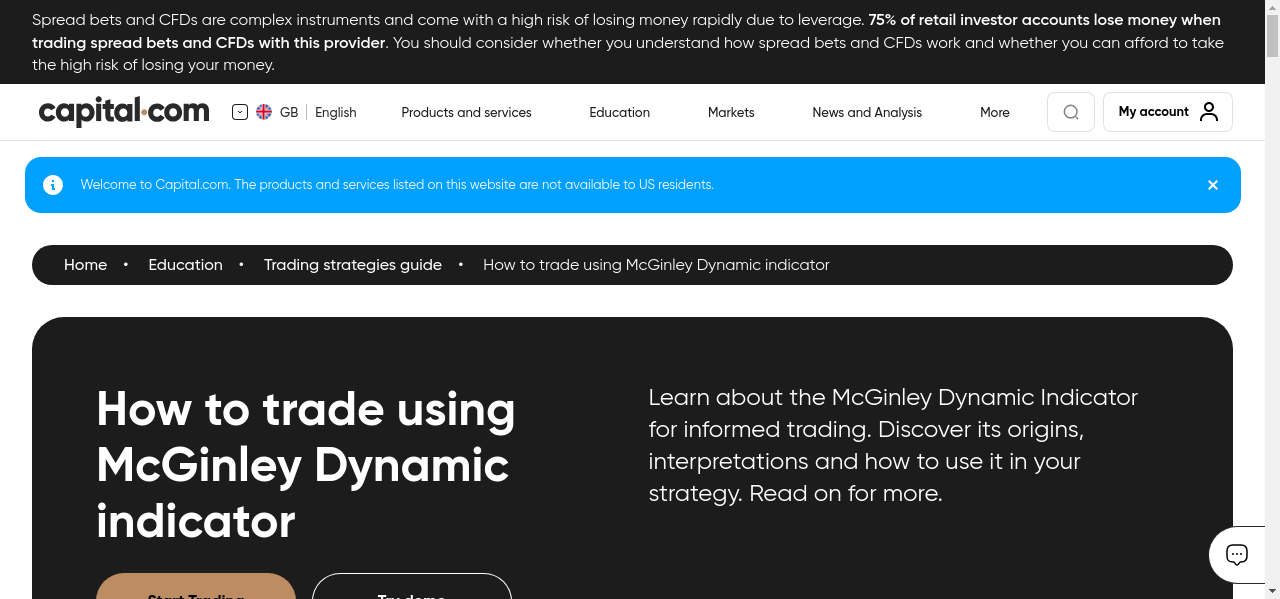 Spread bets and CFDs are complex instruments and come with a high risk of losing money rapidly due to leverage. 75% of retail investor accounts lose money when
trading spread bets and CFDs with this provider. You should consider whether you understand how spread bets and CFDs work and whether you can afford to take
the high risk of losing your money.
capital.com
GB English
Products and services
Education
Markets
News and Analysis
More
My account
Welcome to Capital.com. The products and services listed on this website are not available to US residents.
Home • Education • Trading strategies guide • How to trade using McGinley Dynamic indicator
How to trade using
McGinley Dynamic
indicator
Learn about the McGinley Dynamic Indicator
for informed trading. Discover its origins,
interpretations and how to use it in your
strategy. Read on for more.
Start Trading
Try demo